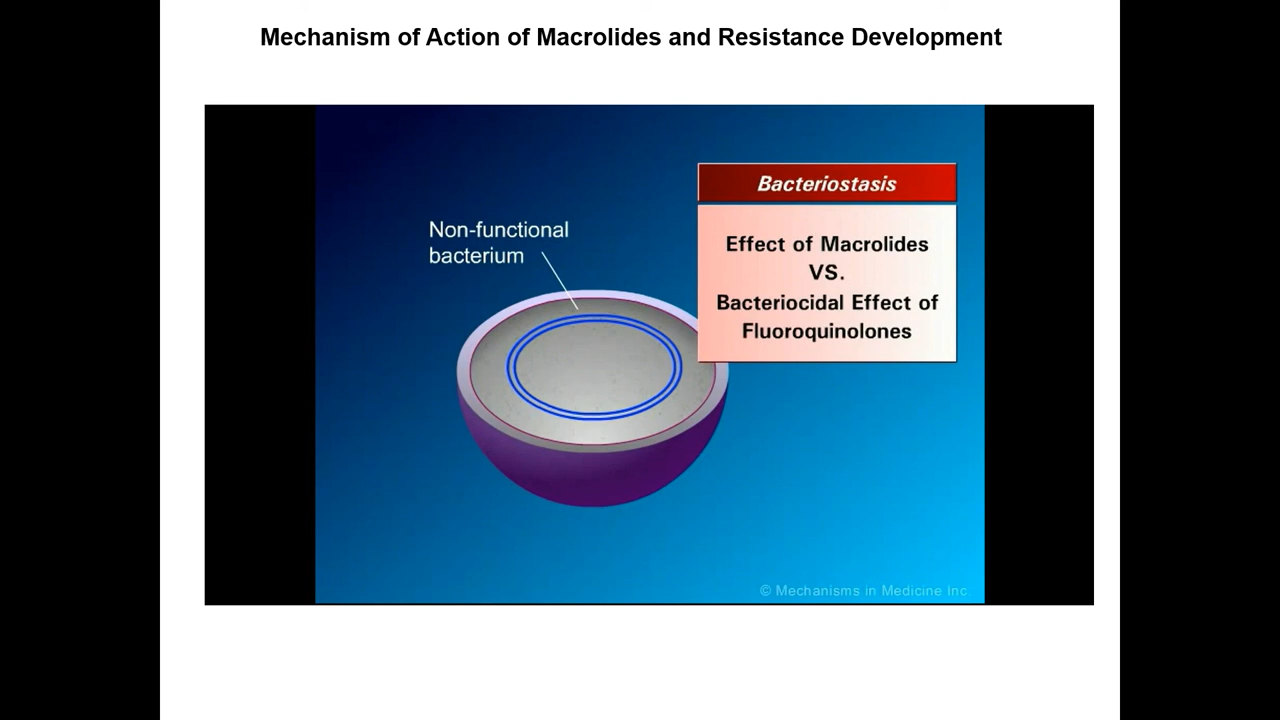 Mechanism of Action of Macrolides and Resistance Development
Bacteriostasis
Non-functional
bacterium
Effect of Macrolides
VS.
Bacteriocidal Effect of
Fluoroquinolones
© Mechanisms in Medicine Inc.